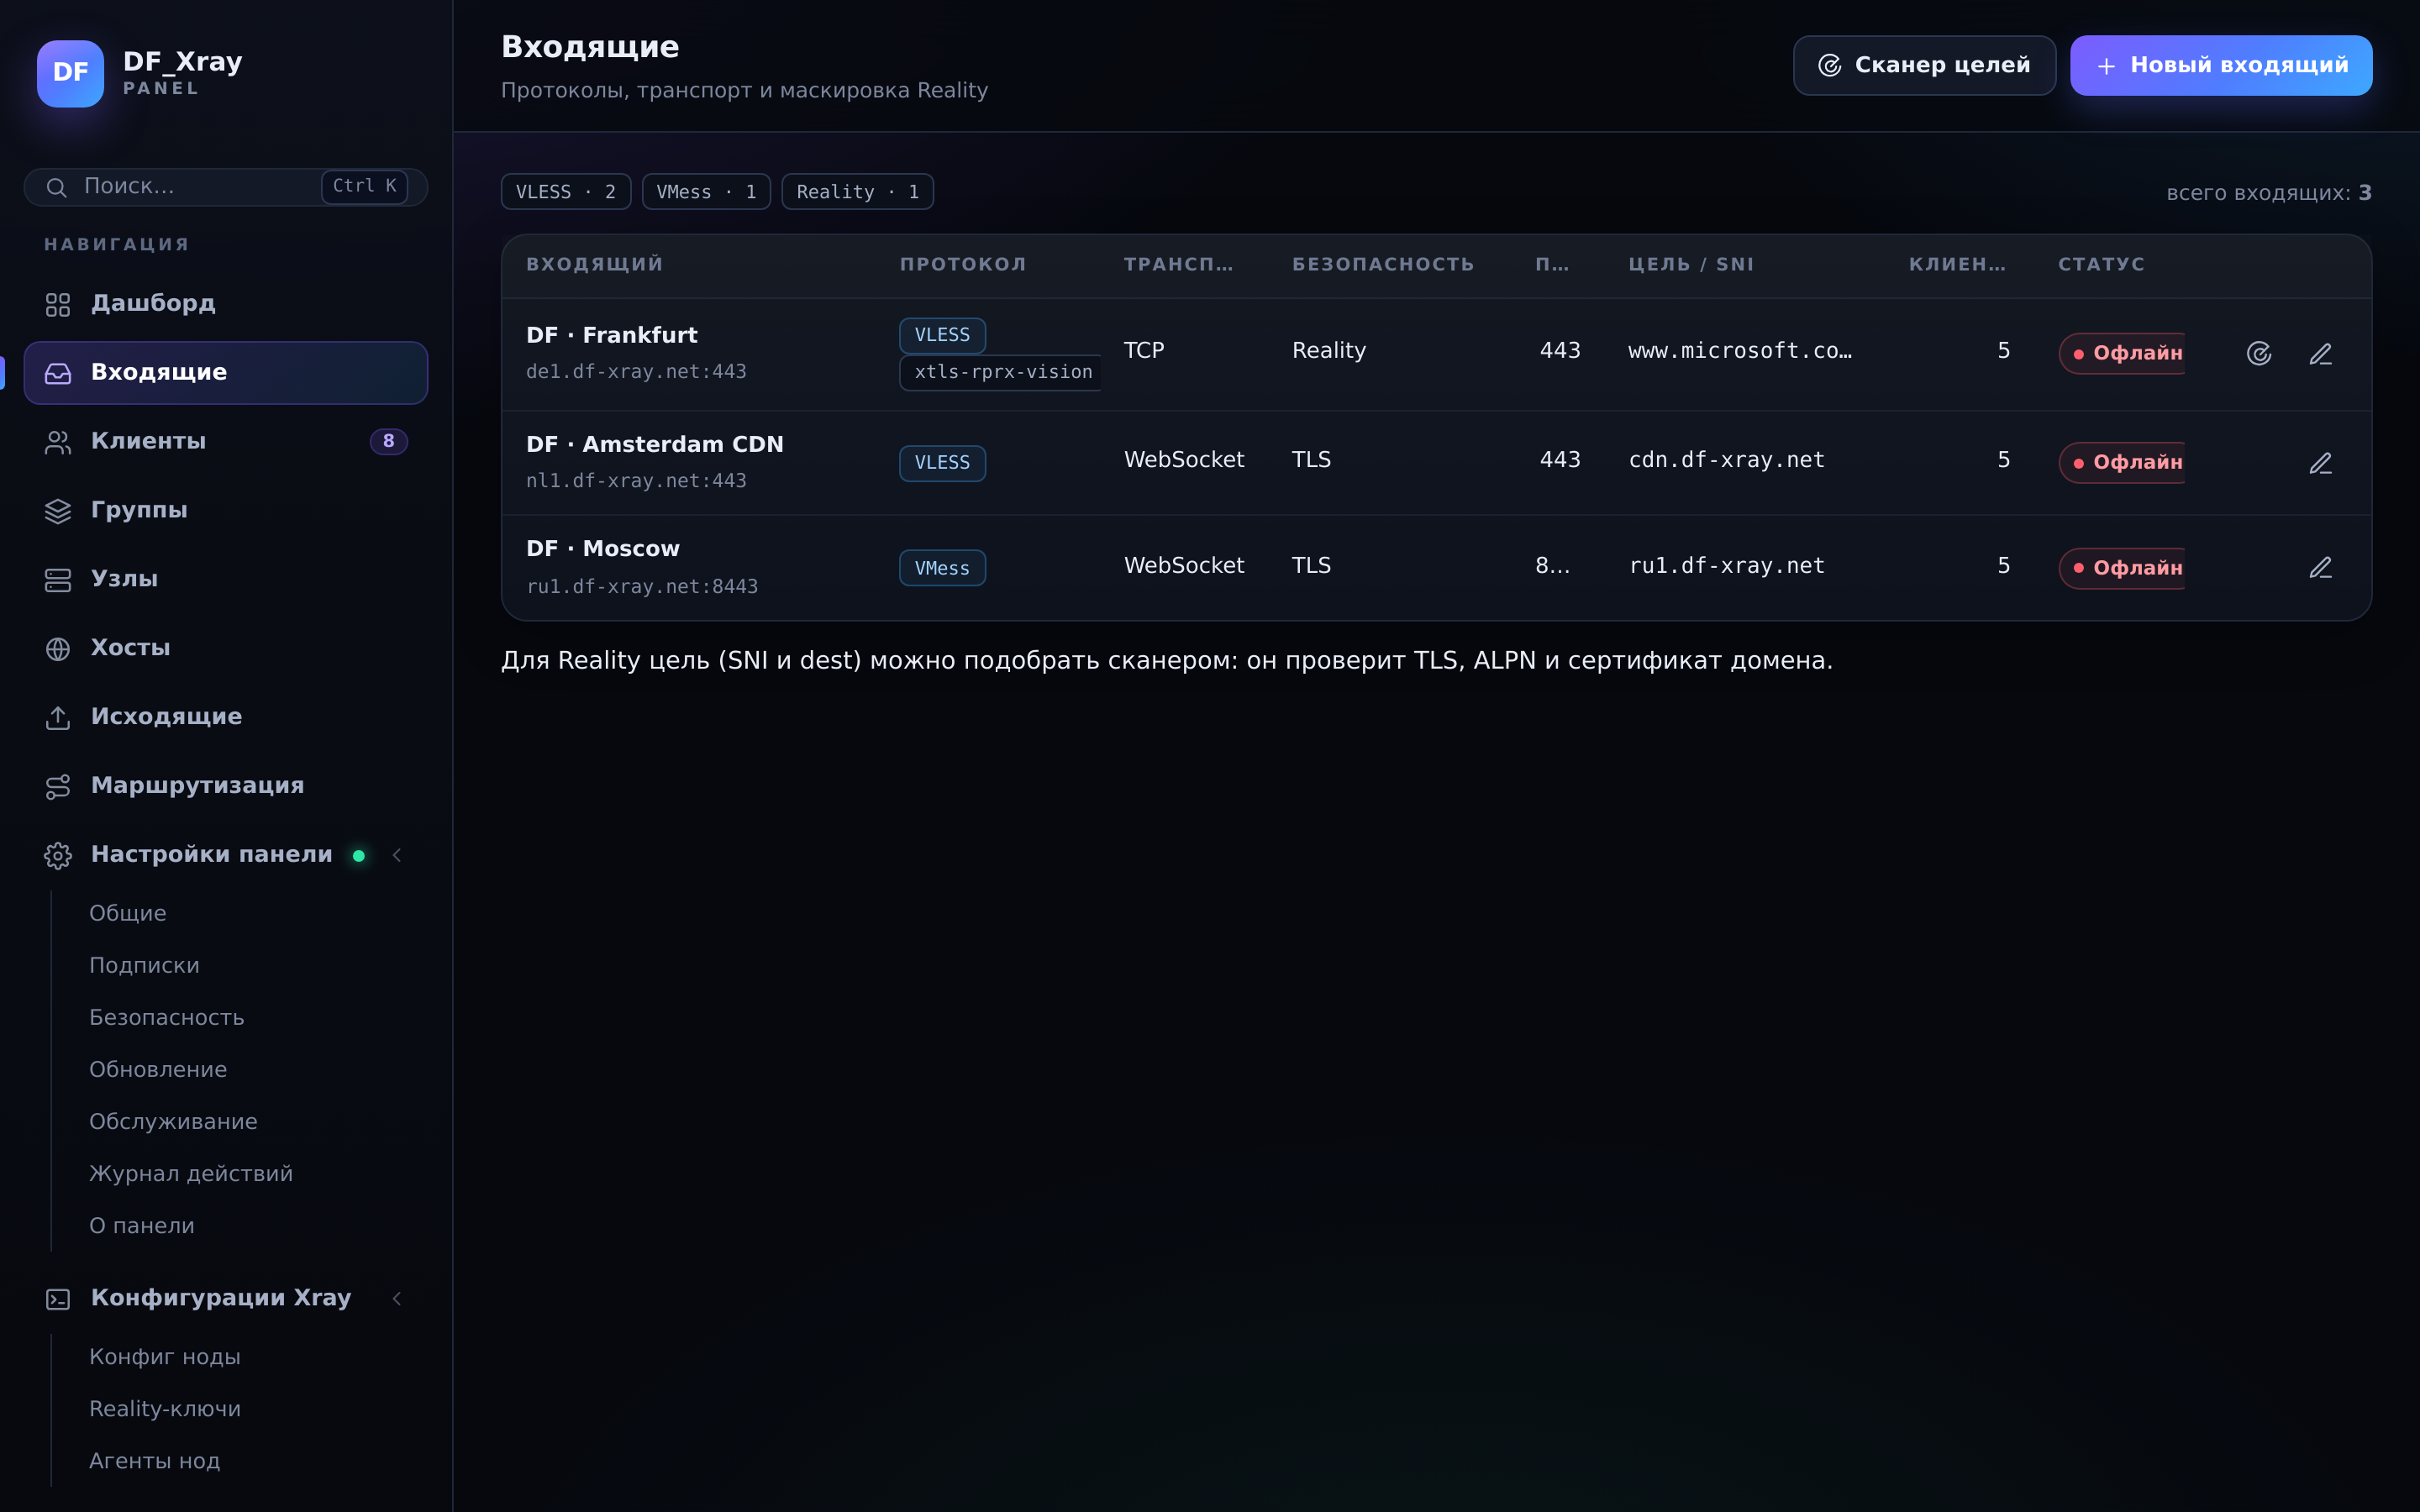 DF
DF_Xray
PANEL
Поиск...
Ctrl K
НАВИГАЦИЯ
Дашборд
Входящие
Клиенты 8
Группы
Узлы
Хосты
Исходящие
Маршрутизация
Настройки панели
Общие
Подписки
Безопасность
Обновление
Обслуживание
Журнал действий
О панели
Конфигурации Xray
Конфиг ноды
Reality-ключи
Агенты нод
Входящие
Протоколы, транспорт и маскировка Reality
Сканер целей
Новый входящий
VLESS · 2 VMess · 1 Reality · 1
всего входящих: 3
ВХОДЯЩИЙ ПРОТОКОЛ ТРАНСП… БЕЗОПАСНОСТЬ П… ЦЕЛЬ / SNI КЛИЕН… СТАТУС
DF · Frankfurt
de1.df-xray.net:443
VLESS
xtls-rprx-vision
TCP Reality 443 www.microsoft.co… 5 Офлайн
DF · Amsterdam CDN
nl1.df-xray.net:443
VLESS WebSocket TLS 443 cdn.df-xray.net 5 Офлайн
DF · Moscow
ru1.df-xray.net:8443
VMess WebSocket TLS 8… ru1.df-xray.net 5 Офлайн
Для Reality цель (SNI и dest) можно подобрать сканером: он проверит TLS, ALPN и сертификат домена.